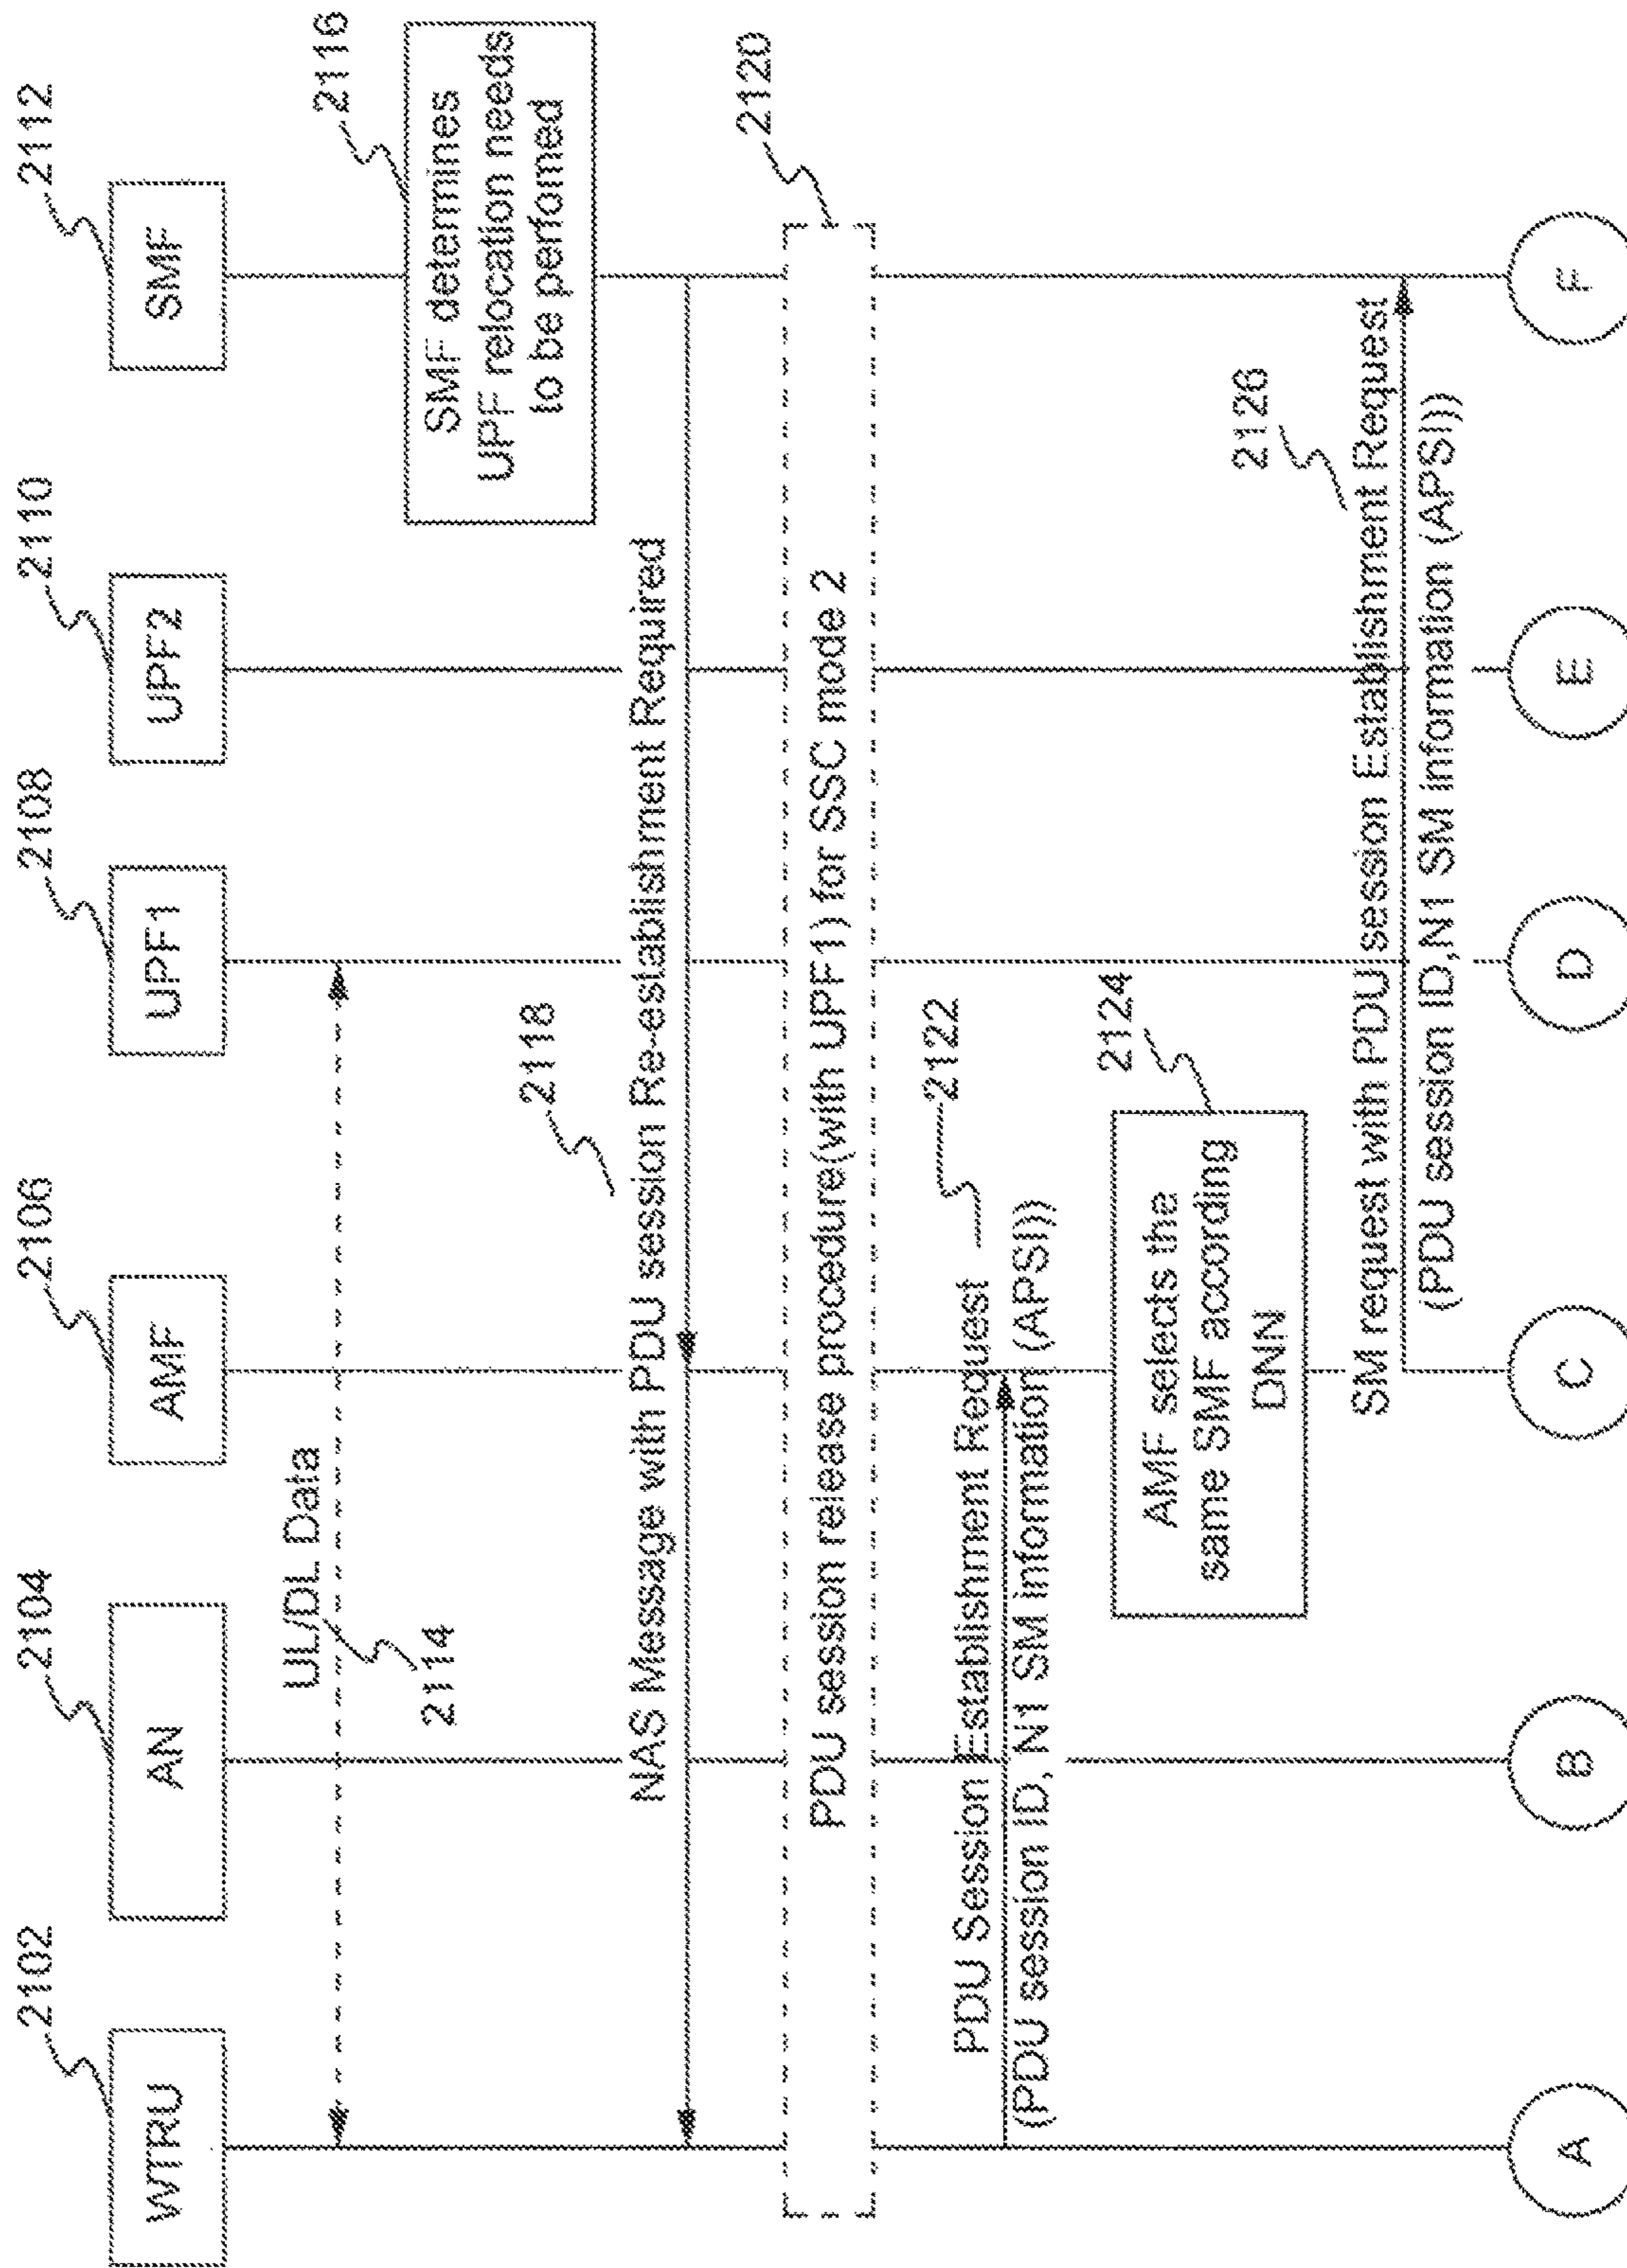 2102
2104
2106
2108
2110
2112
WTRU
AN
AMF
UPF1
UPF2
SMF
UL/DL Data
2114
2116
SMF determines
UPF relocation needs
to be perfomed
2118
NAS Message with PDU session Re-establishment Required
2120
PDU session release procedure(with UPF1) for SSC mode 2
2122
PDU Session Establishment Request
(PDU session ID, N1 SM information (APSI))
2124
AMF selects the
same SMF according
DNN
2126
SM request with PDU session Establishment Request
(PDU session ID,N1 SM information (APSI))
A
B
C
D
E
F